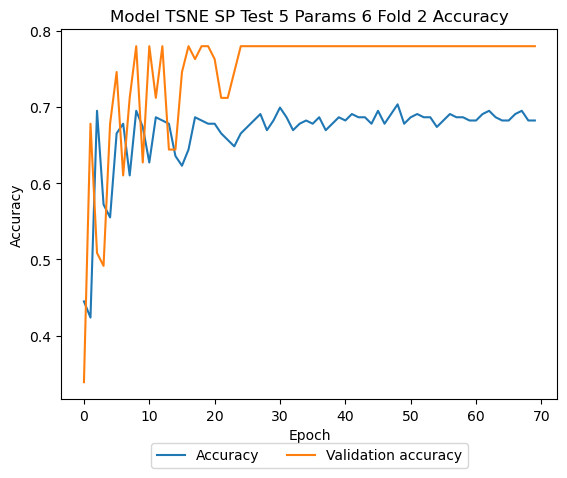 Model TSNE SP Test 5 Params 6 Fold 2 Accuracy
0.8
0.7
0.6
0.5
0.4
Accuracy
0 10 20 30 40 50 60 70
Epoch
Accuracy Validation accuracy